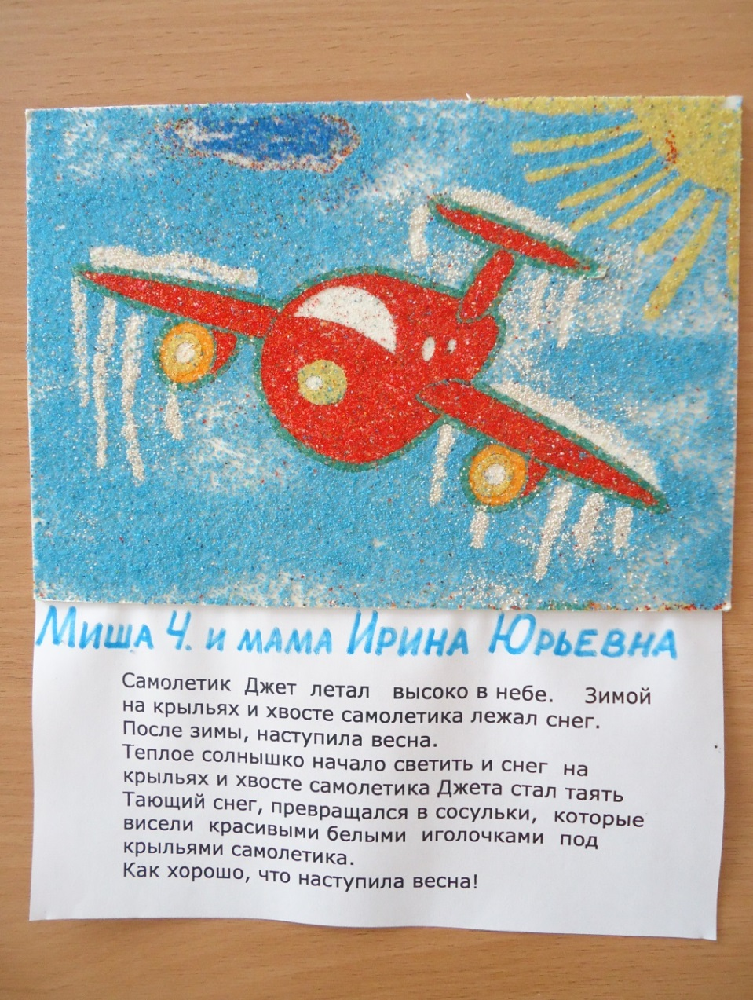 Миша Ч. и мама Ирина Юрьевна
Самолетик Джет летал высоко в небе. Зимой
на крыльях и хвосте самолетика лежал снег.
После зимы, наступила весна.
Теплое солнышко начало светить и снег на
крыльях и хвосте самолетика Джета стал таять
Тающий снег, превращался в сосульки, которые
висели красивыми белыми иголочками под
крыльями самолетика.
Как хорошо, что наступила весна!